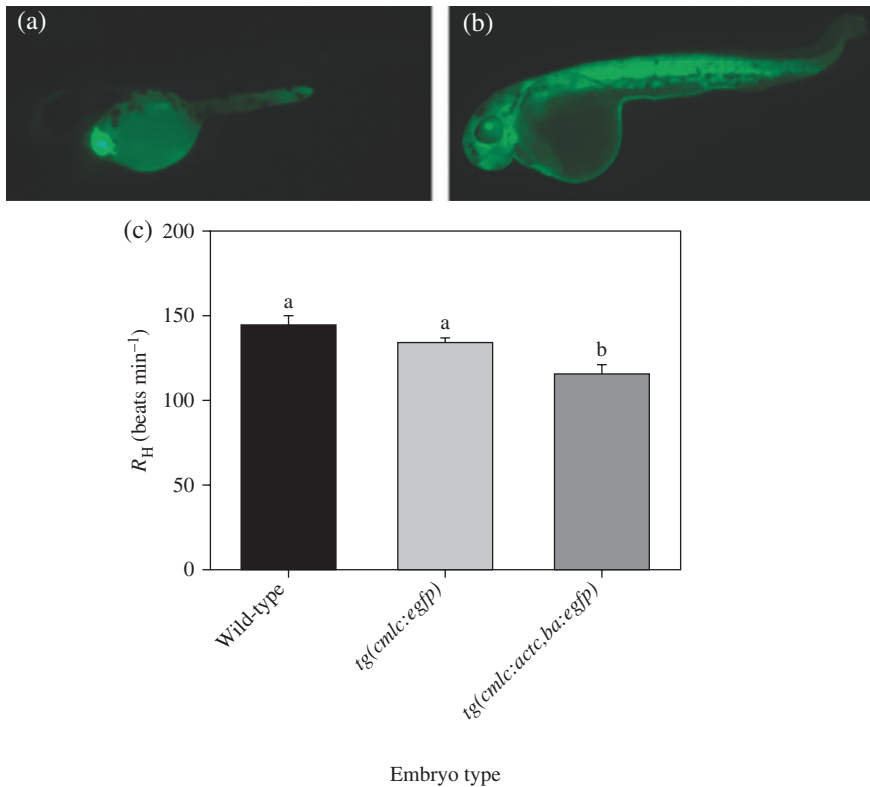 (a)
(b)
(c)
200
150
100
50
0
R_H (beats min⁻¹)
a
a
b
Wild-type
tg(cmlc:egfp)
tg(cmlc:actc,ba:egfp)
Embryo type